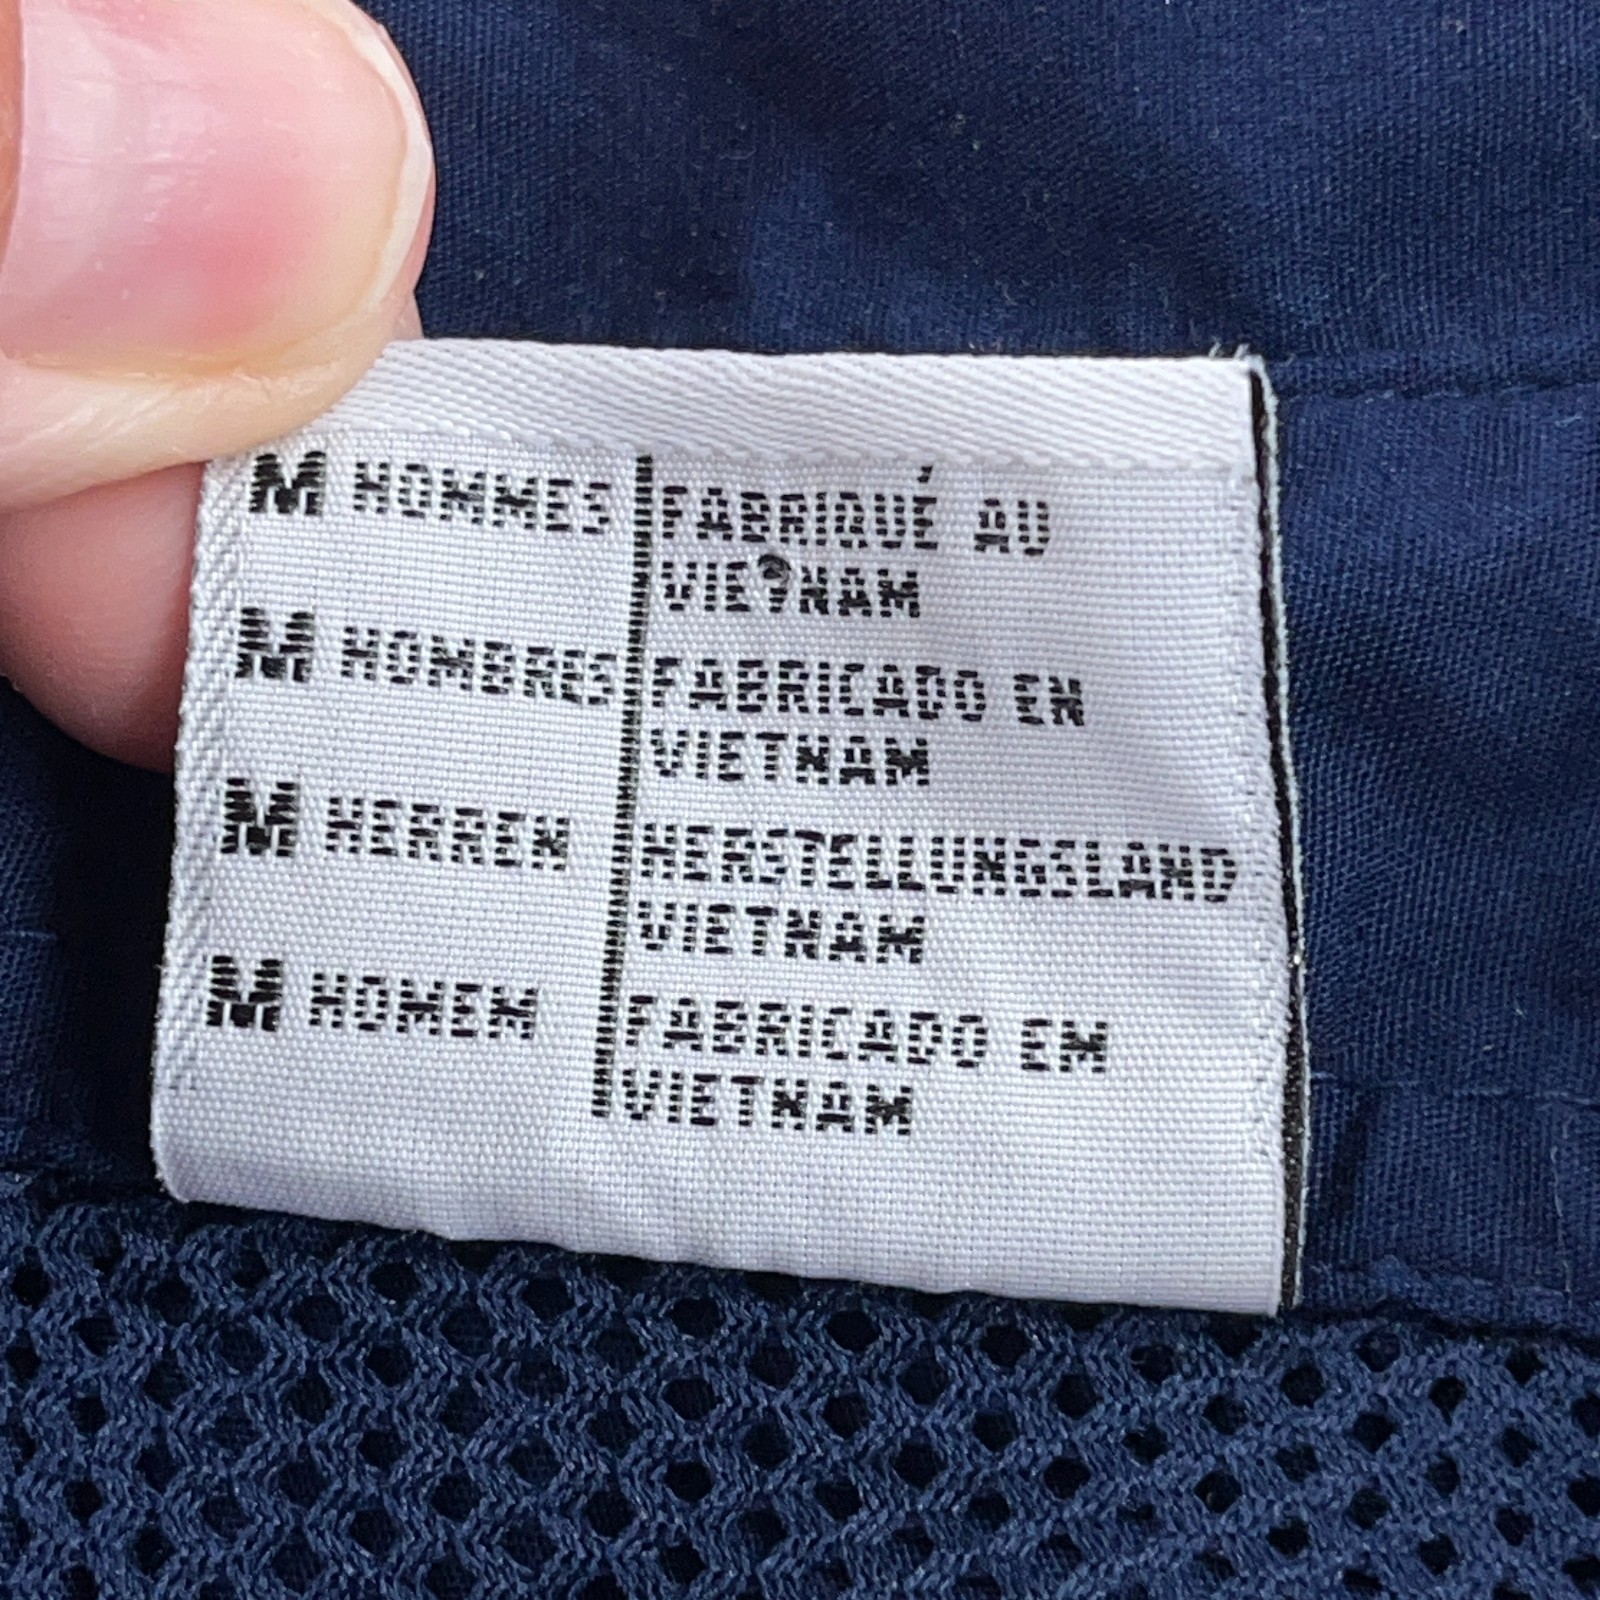 M HOMMES FABRIQUÉ AU
VIETNAM
M HOMBRES FABRICADO EN
VIETNAM
M HERREN HERSTELLUNGSLAND
VIETNAM
M HOMEM FABRICADO EM
VIETNAM